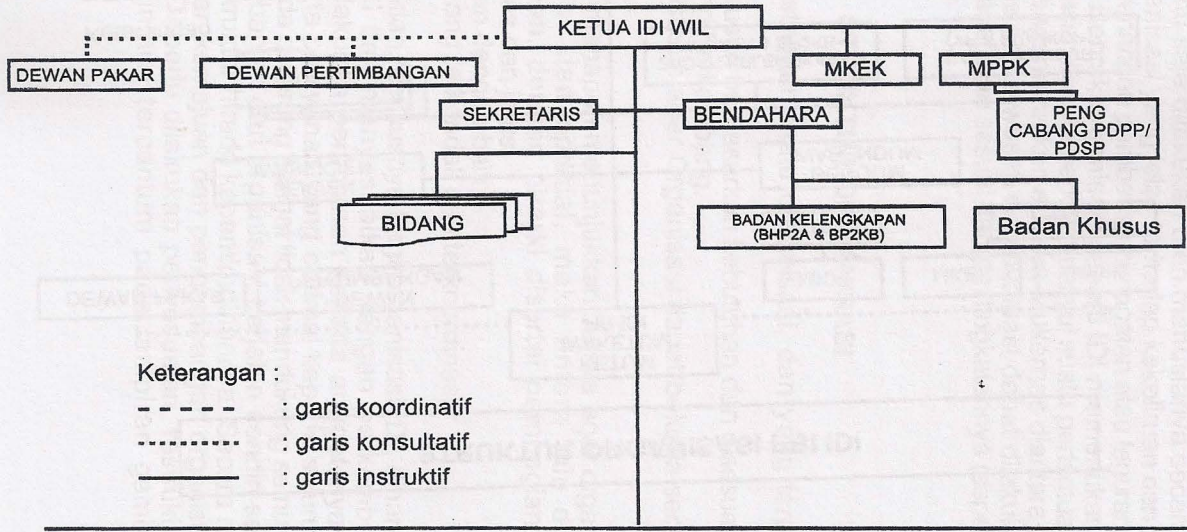 KETUA IDI WIL
DEWAN PAKAR
DEWAN PERTIMBANGAN
MKEK
MPPK
SEKRETARIS
BENDAHARA
PENG
CABANG PDPP/
PDSP
BIDANG
BADAN KELENGKAPAN
(BHP2A & BP2KB)
Badan Khusus
Keterangan :
: garis koordinatif
: garis konsultatif
: garis instruktif